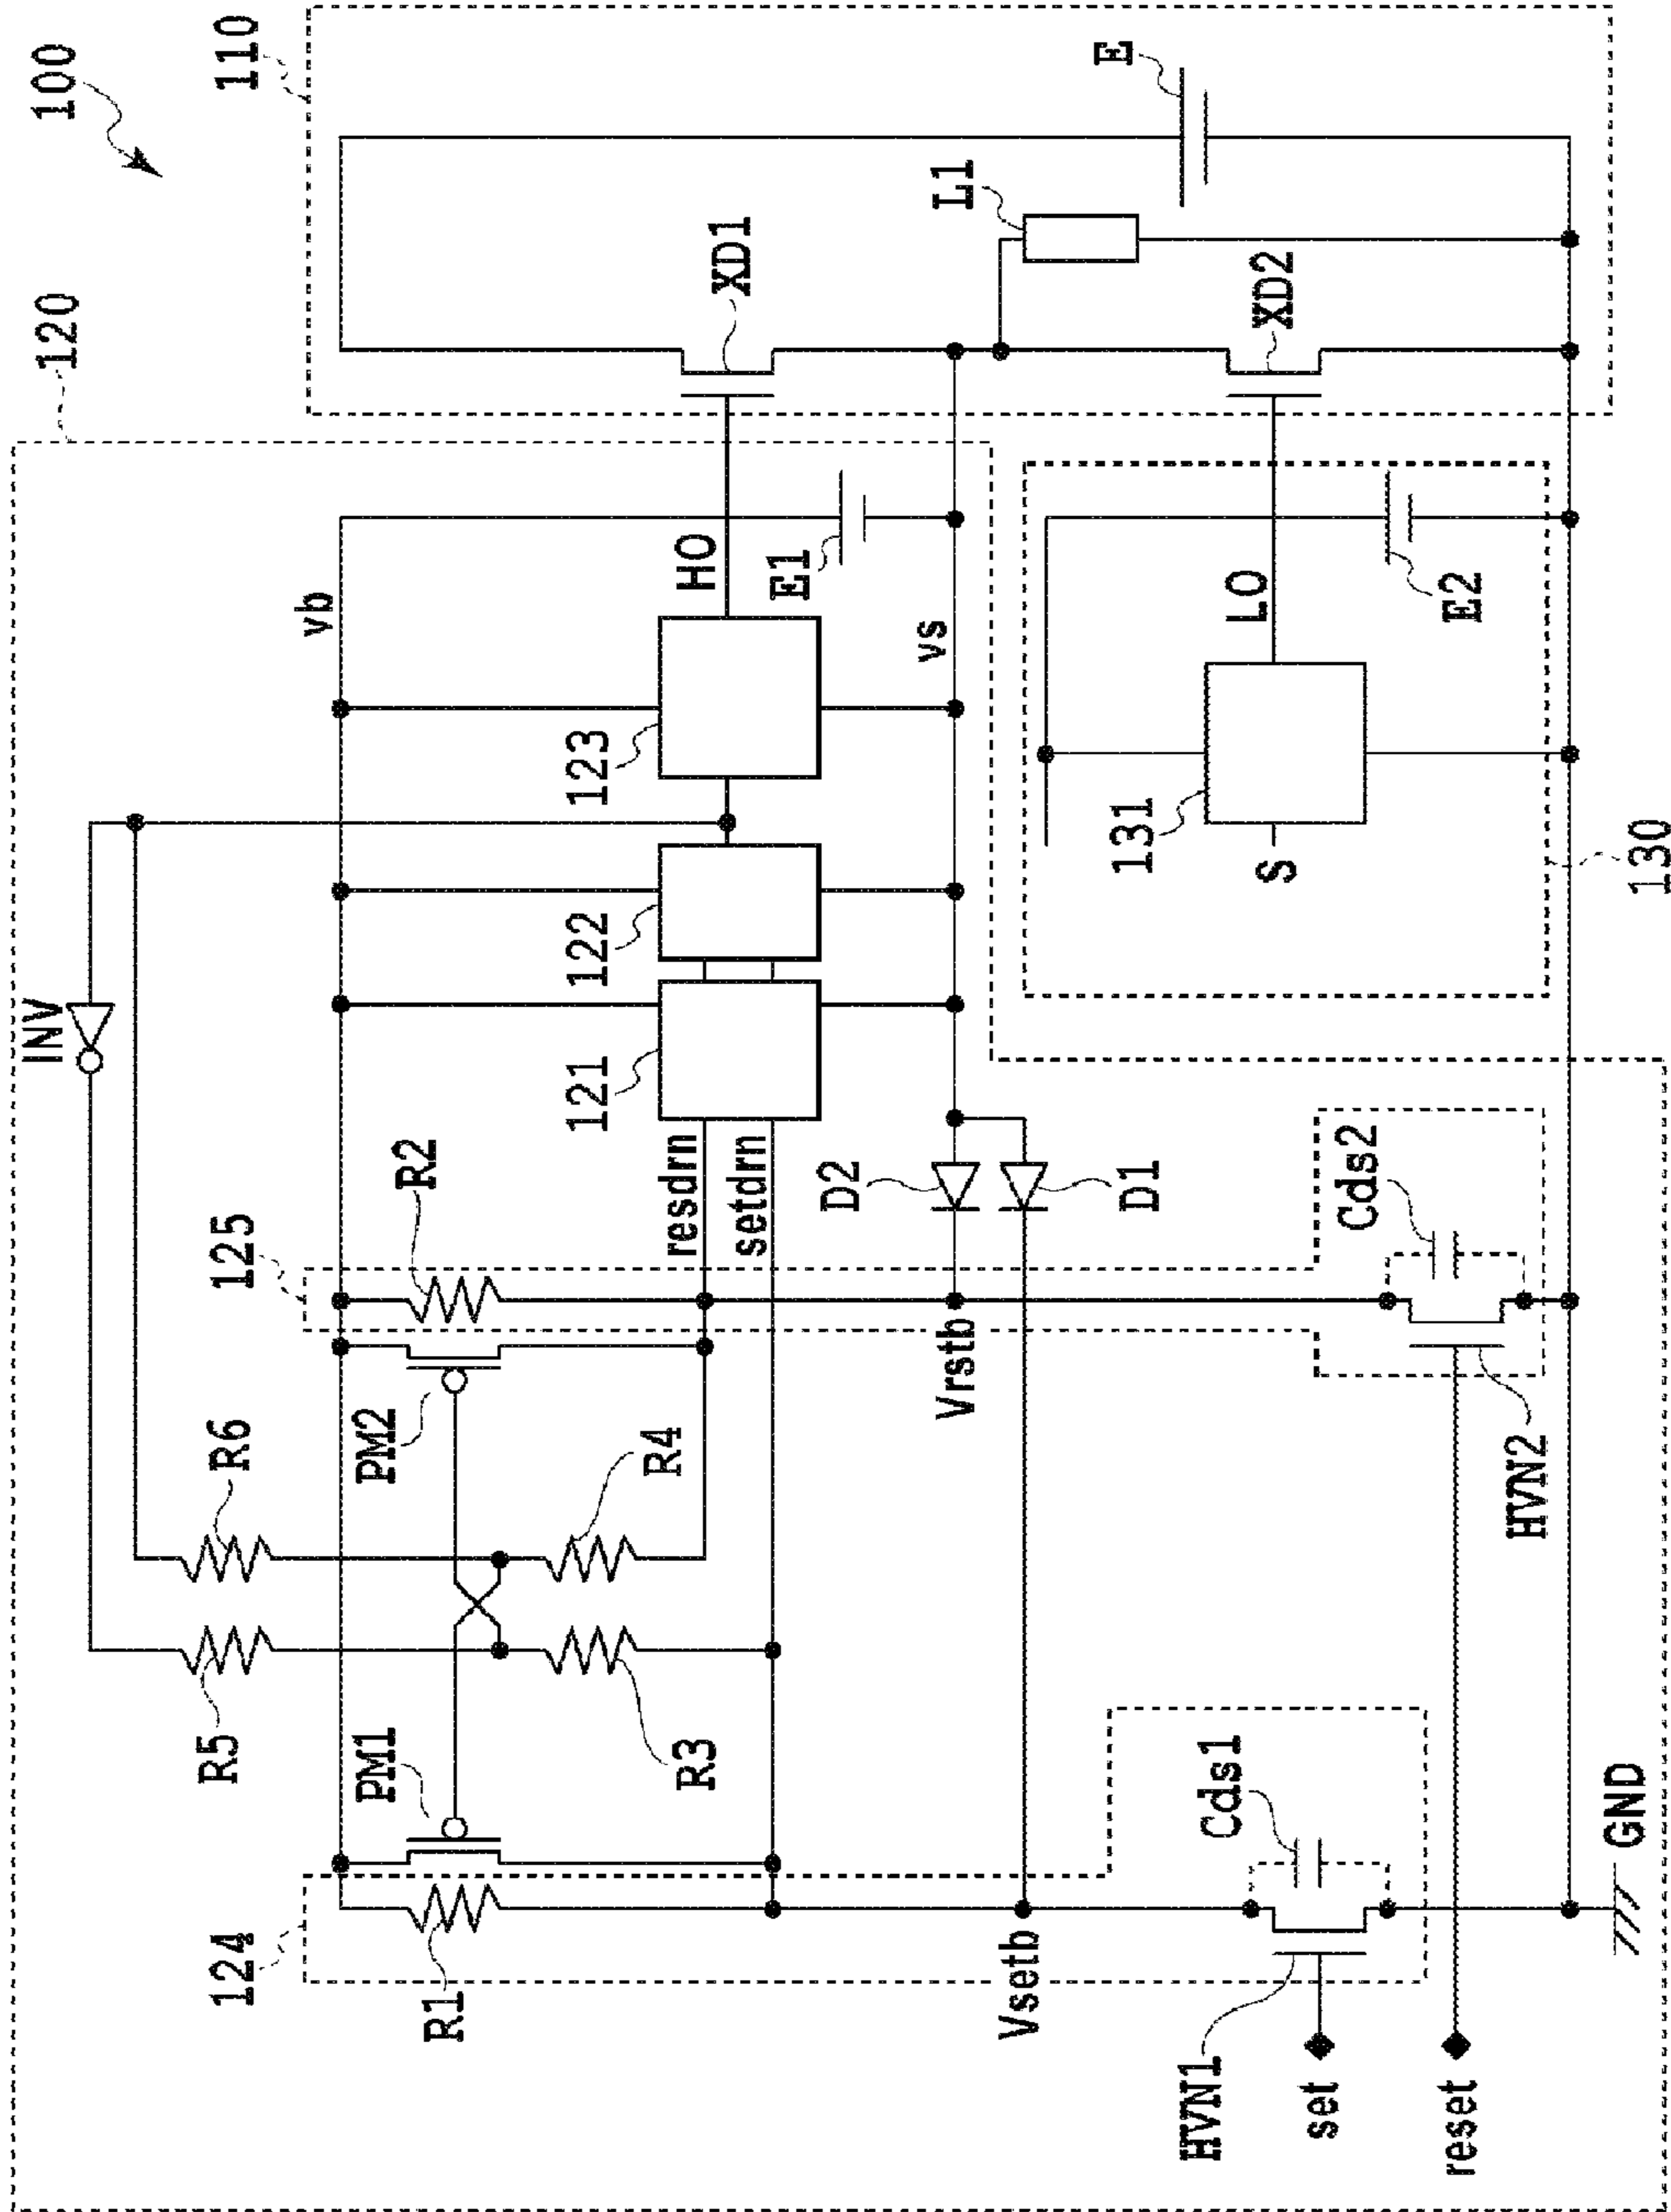 100
110
120
130
E
L1
XD1
XD2
vb
HO
E1
vs
LO
E2
131
S
123
122
121
INV
resdrn
setdrn
R2
125
D2
D1
Cds2
Vrstb
PM2
R6
R4
HVN2
R5
PM1
R3
Cds1
GND
124
R1
Vsetb
HVN1
set
reset